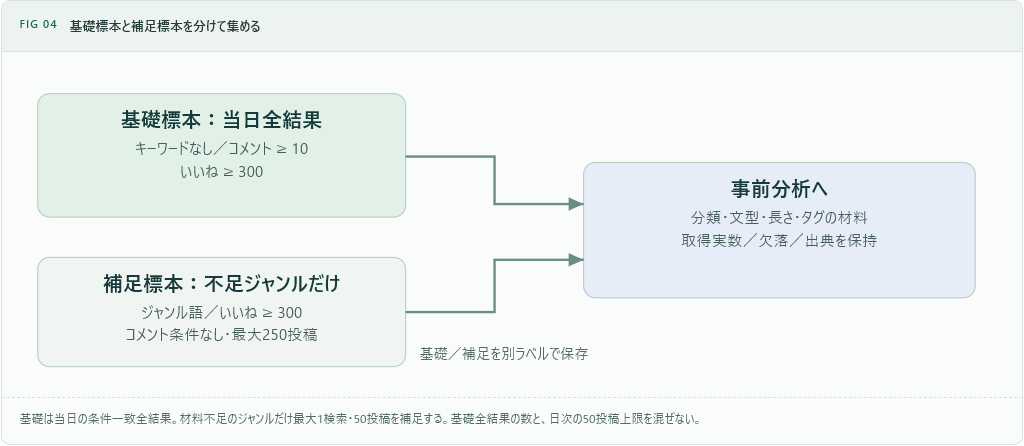 FIG 04 基礎標本と補足標本を分けて集める
基礎標本：当日全結果
キーワードなし／コメント ≥ 10
いいね ≥ 300
事前分析へ
分類・文型・長さ・タグの材料
取得実数／欠落／出典を保持
補足標本：不足ジャンルだけ
ジャンル語／いいね ≥ 300
コメント条件なし・最大250投稿
基礎／補足を別ラベルで保存
基礎は当日の条件一致全結果。材料不足のジャンルだけ最大1検索・50投稿を補足する。基礎全結果の数と、日次の50投稿上限を混ぜない。